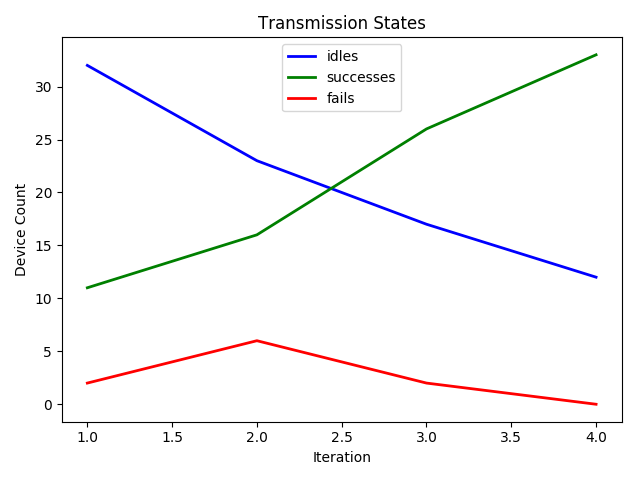 Transmission States
idles
successes
fails
Device Count
30
25
20
15
10
5
0
1.0 1.5 2.0 2.5 3.0 3.5 4.0
Iteration